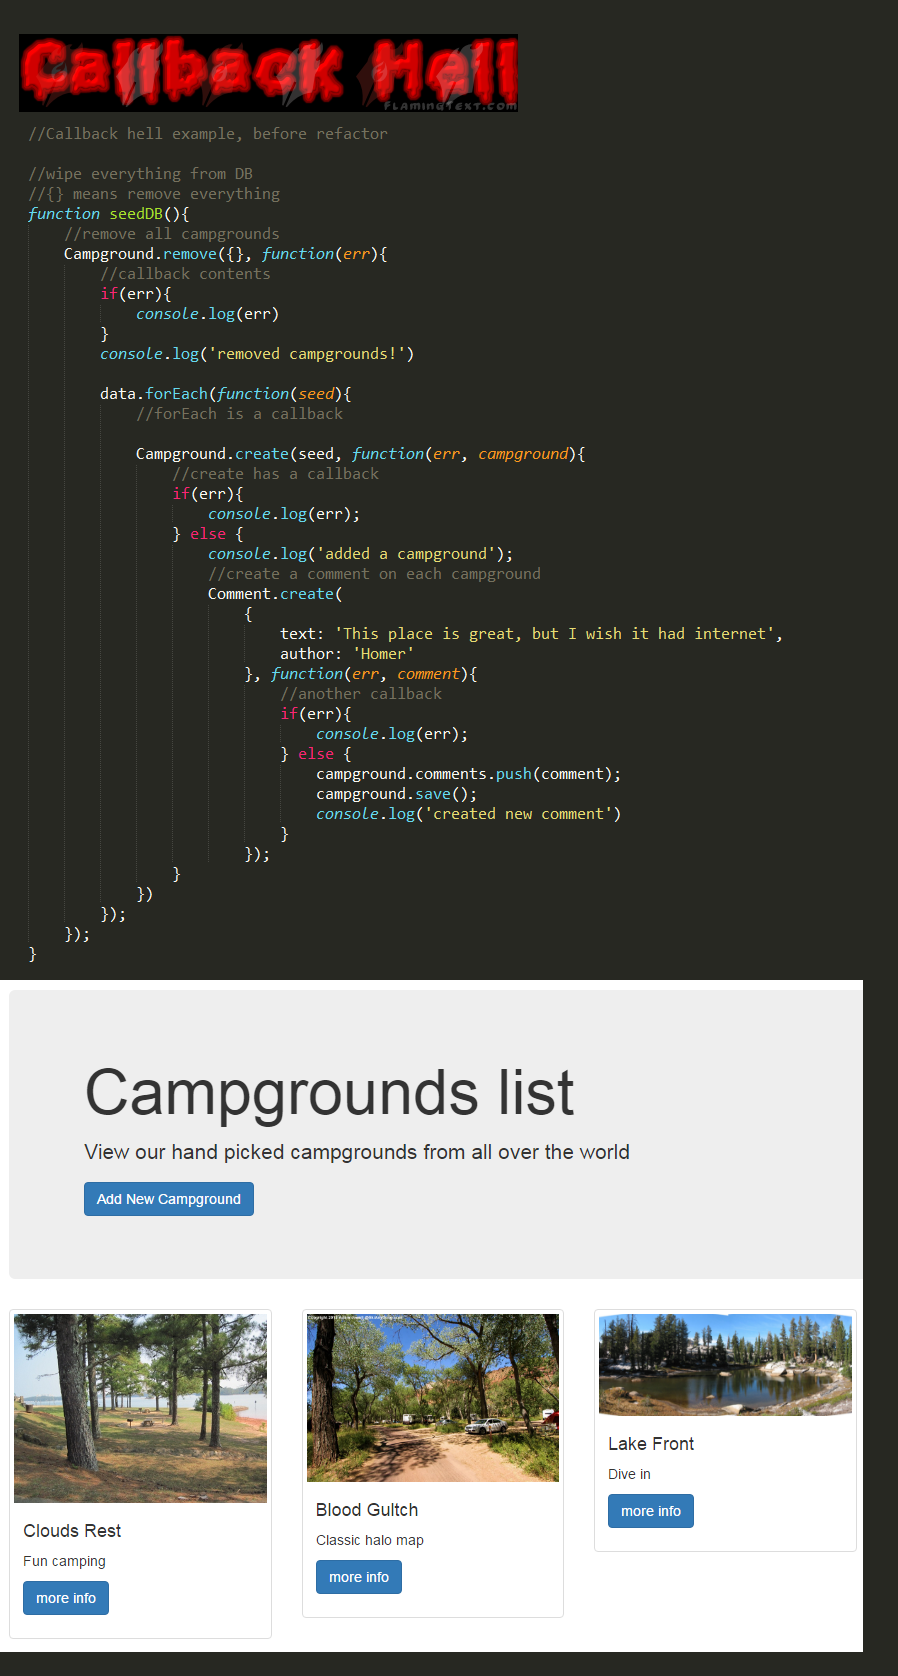 Callback Hell
FLAMINGTEXT.COM
//Callback hell example, before refactor
//wipe everything from DB
//{} means remove everything
function seedDB(){
//remove all campgrounds
Campground.remove({}, function(err){
//callback contents
if(err){
console.log(err)
}
console.log('removed campgrounds!')
data.forEach(function(seed){
//forEach is a callback
Campground.create(seed, function(err, campground){
//create has a callback
if(err){
console.log(err);
} else {
console.log('added a campground');
//create a comment on each campground
Comment.create(
{
text: 'This place is great, but I wish it had internet',
author: 'Homer'
}, function(err, comment){
//another callback
if(err){
console.log(err);
} else {
campground.comments.push(comment);
campground.save();
console.log('created new comment')
}
});
}
})
});
});
}
Campgrounds list
View our hand picked campgrounds from all over the world
Add New Campground
Clouds Rest
Fun camping
more info
Blood Gultch
Classic halo map
more info
Lake Front
Dive in
more info